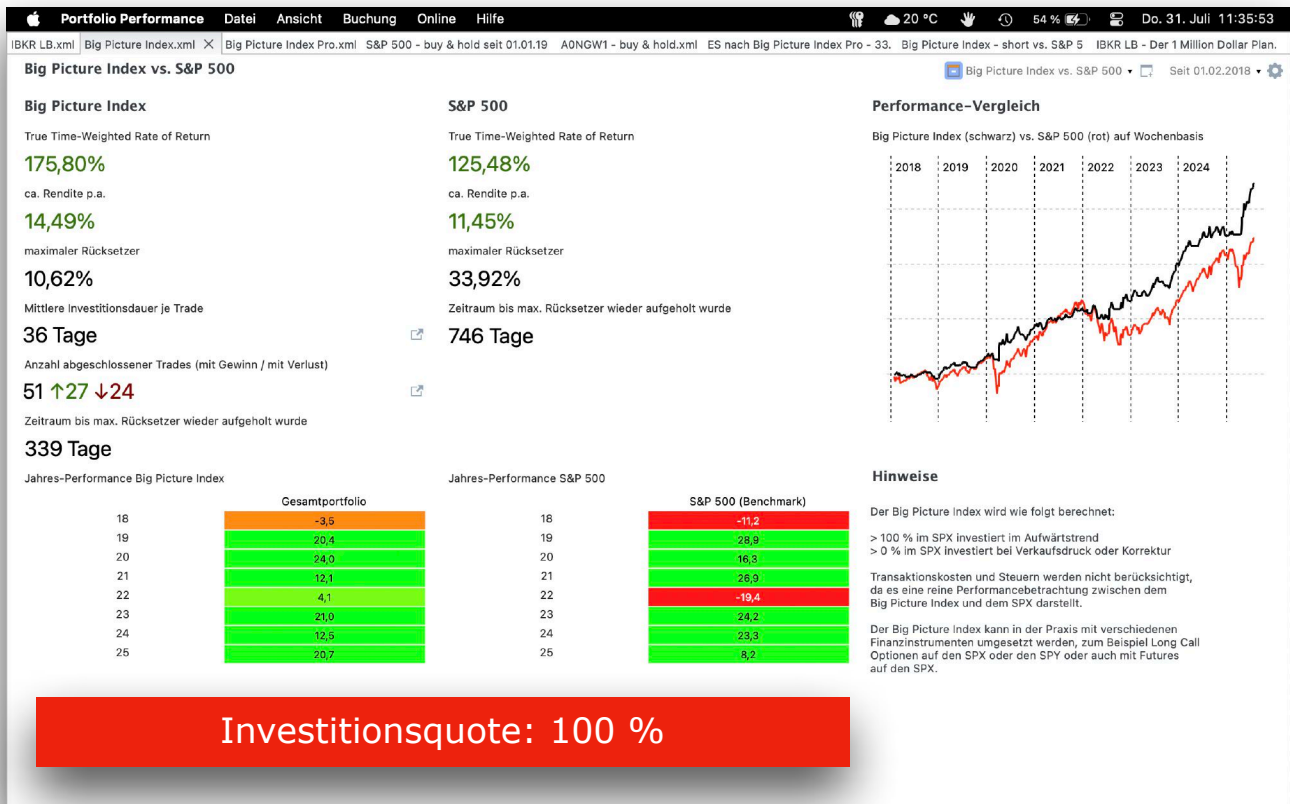 Portfolio Performance Datei Ansicht Buchung Online Hilfe 20 °C 54 % Do. 31. Juli 11:35:53
IBKR LB.xml Big Picture Index.xml Big Picture Index Pro.xml S&P 500 - buy & hold seit 01.01.19 A0NGW1 - buy & hold.xml ES nach Big Picture Index Pro - 33. Big Picture Index - short vs. S&P 5 IBKR LB - Der 1 Million Dollar Plan.
Big Picture Index vs. S&P 500
Big Picture Index vs. S&P 500 Seit 01.02.2018
Big Picture Index
True Time-Weighted Rate of Return
175,80%
ca. Rendite p.a.
14,49%
maximaler Rücksetzer
10,62%
Mittlere Investitionsdauer je Trade
36 Tage
Anzahl abgeschlossener Trades (mit Gewinn / mit Verlust)
51 ↑27 ↓24
Zeitraum bis max. Rücksetzer wieder aufgeholt wurde
339 Tage
Jahres-Performance Big Picture Index
Gesamtportfolio
18 -3,5
19 20,4
20 24,0
21 12,1
22 4,1
23 21,0
24 12,5
25 20,7
S&P 500
True Time-Weighted Rate of Return
125,48%
ca. Rendite p.a.
11,45%
maximaler Rücksetzer
33,92%
Zeitraum bis max. Rücksetzer wieder aufgeholt wurde
746 Tage
Jahres-Performance S&P 500
S&P 500 (Benchmark)
18 -11,2
19 28,9
20 16,3
21 26,9
22 -19,4
23 24,2
24 23,3
25 8,2
Performance-Vergleich
Big Picture Index (schwarz) vs. S&P 500 (rot) auf Wochenbasis
2018 2019 2020 2021 2022 2023 2024
Hinweise
Der Big Picture Index wird wie folgt berechnet:
> 100 % im SPX investiert im Aufwärtstrend
> 0 % im SPX investiert bei Verkaufsdruck oder Korrektur
Transaktionskosten und Steuern werden nicht berücksichtigt,
da es eine reine Performancebetrachtung zwischen dem
Big Picture Index und dem SPX darstellt.
Der Big Picture Index kann in der Praxis mit verschiedenen
Finanzinstrumenten umgesetzt werden, zum Beispiel Long Call
Optionen auf den SPX oder den SPY oder auch mit Futures
auf den SPX.
Investitionsquote: 100 %